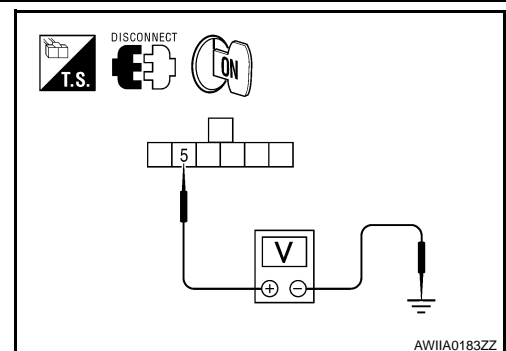 DISCONNECT
T.S.
ON
5
V
+ −
AWIIA0183ZZ